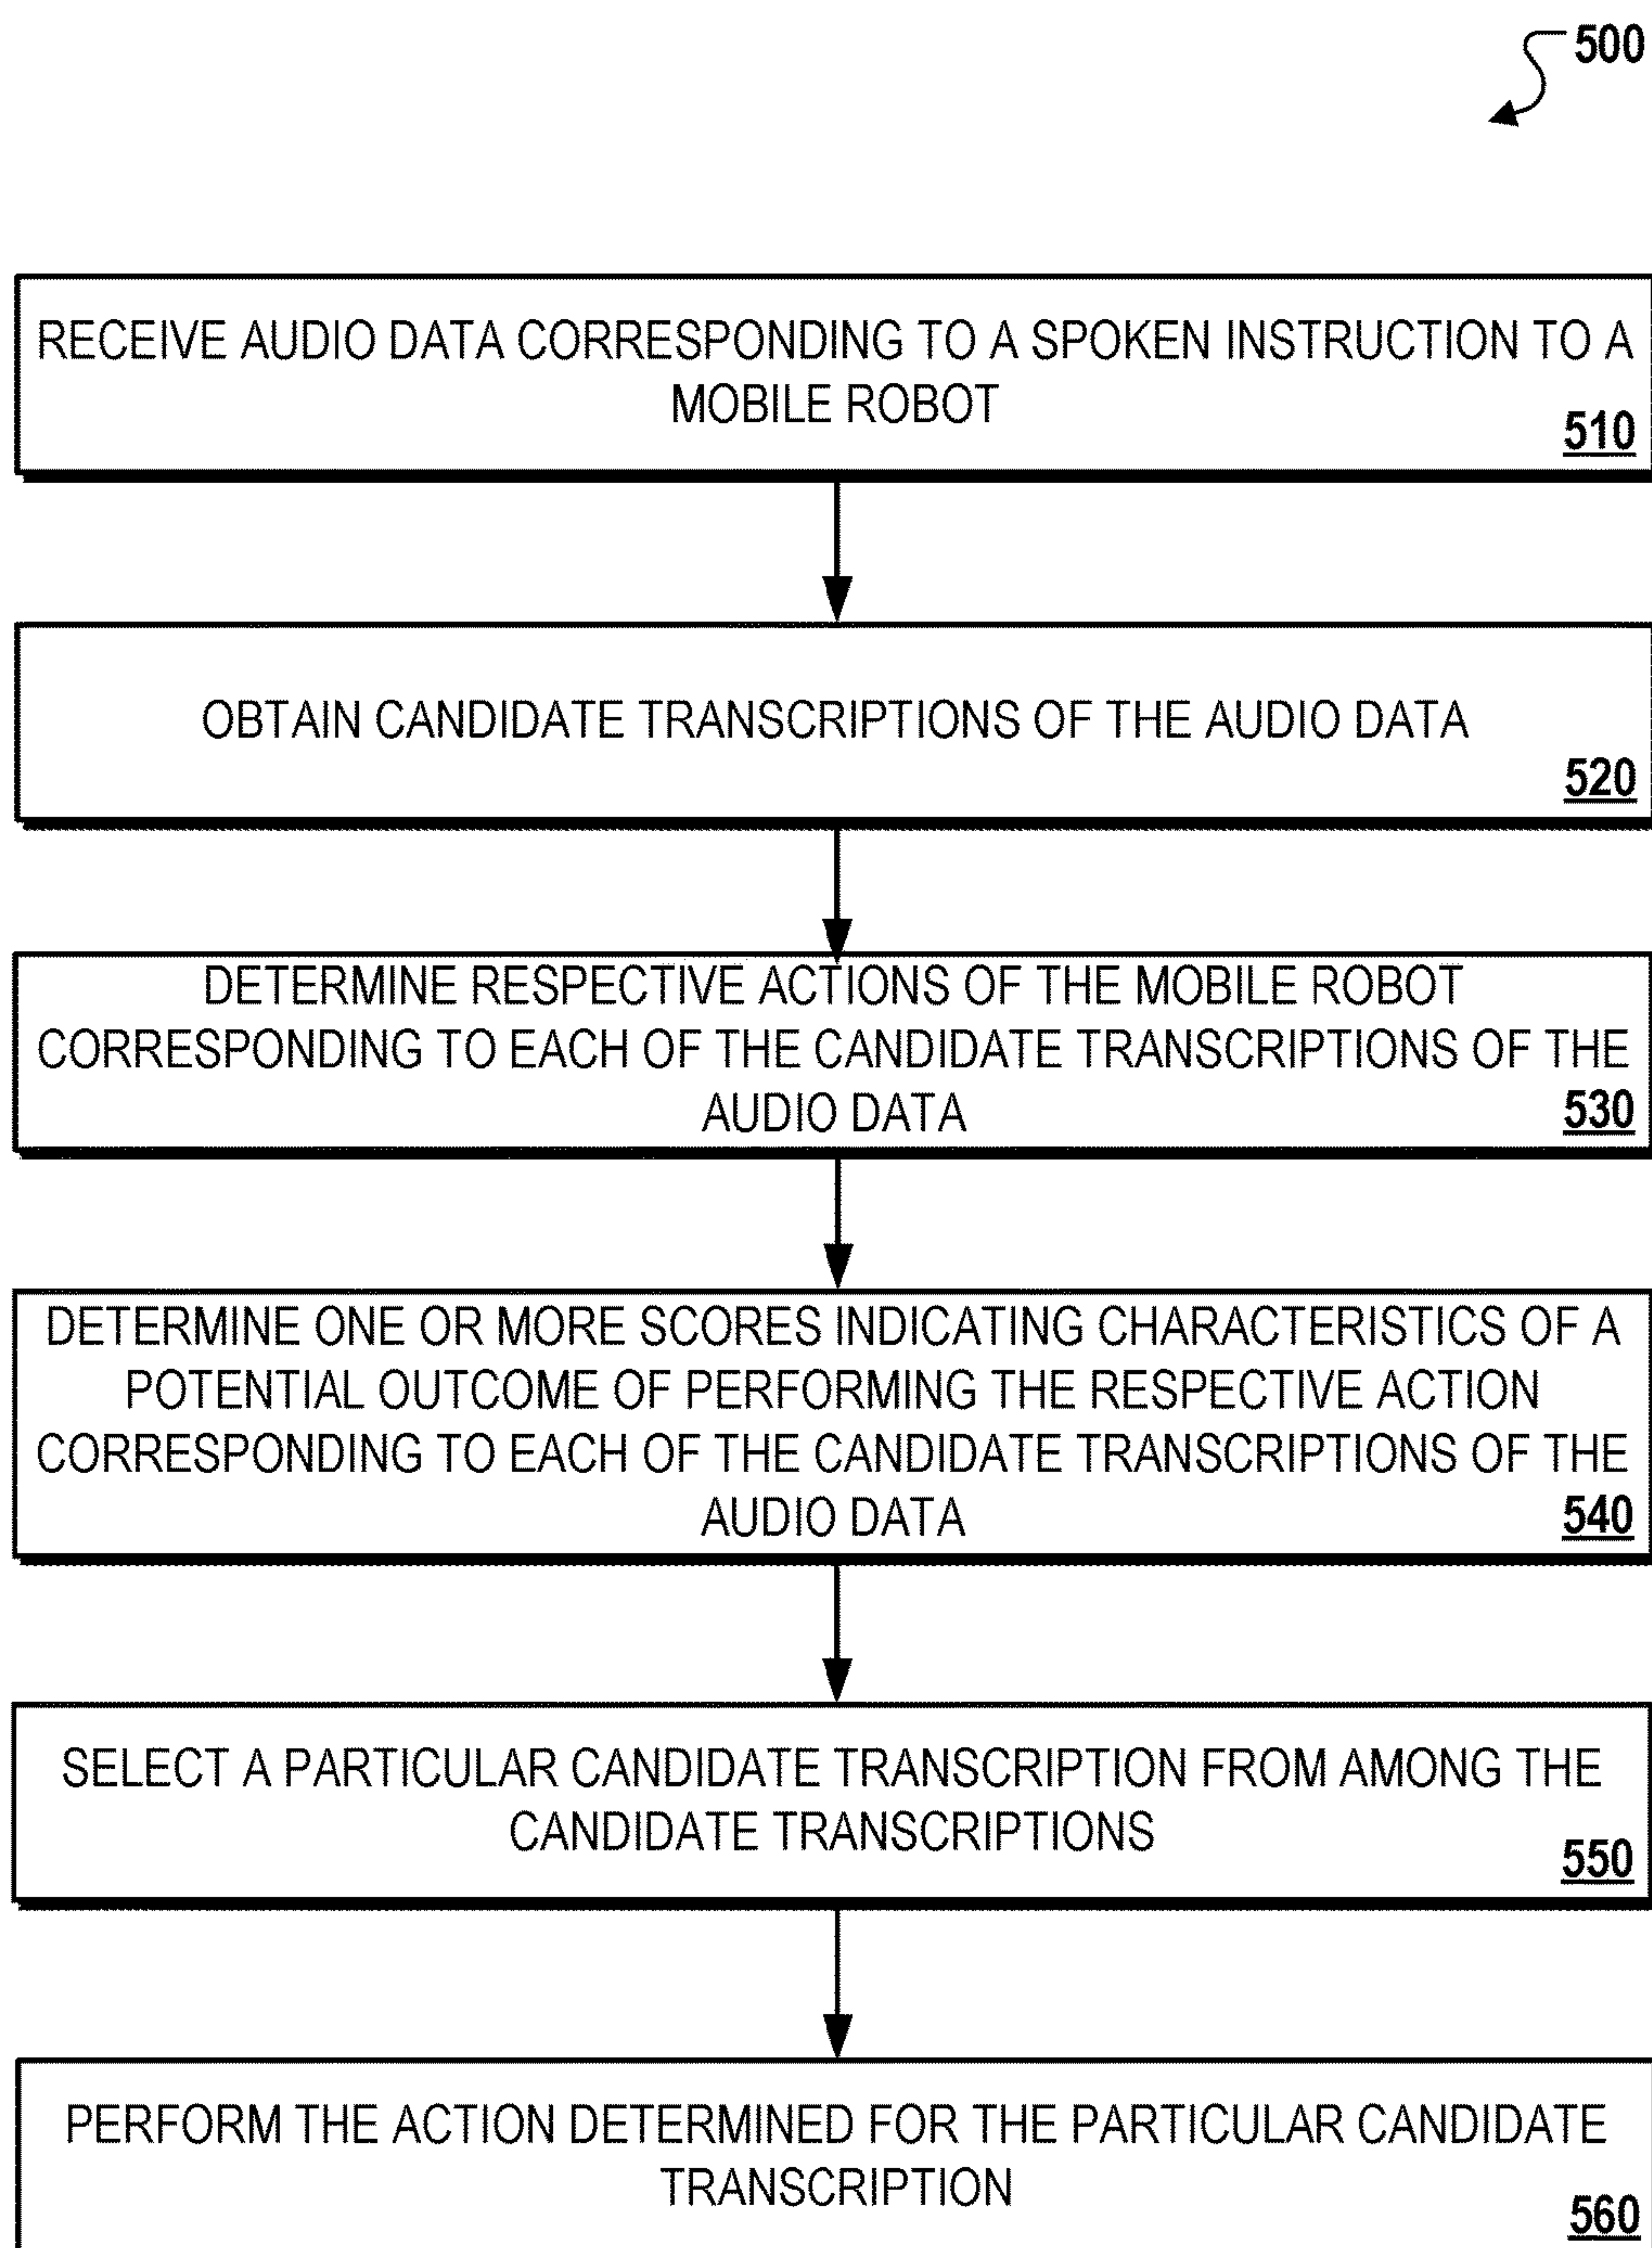 500
RECEIVE AUDIO DATA CORRESPONDING TO A SPOKEN INSTRUCTION TO A
MOBILE ROBOT
510
OBTAIN CANDIDATE TRANSCRIPTIONS OF THE AUDIO DATA
520
DETERMINE RESPECTIVE ACTIONS OF THE MOBILE ROBOT
CORRESPONDING TO EACH OF THE CANDIDATE TRANSCRIPTIONS OF THE
AUDIO DATA
530
DETERMINE ONE OR MORE SCORES INDICATING CHARACTERISTICS OF A
POTENTIAL OUTCOME OF PERFORMING THE RESPECTIVE ACTION
CORRESPONDING TO EACH OF THE CANDIDATE TRANSCRIPTIONS OF THE
AUDIO DATA
540
SELECT A PARTICULAR CANDIDATE TRANSCRIPTION FROM AMONG THE
CANDIDATE TRANSCRIPTIONS
550
PERFORM THE ACTION DETERMINED FOR THE PARTICULAR CANDIDATE
TRANSCRIPTION
560